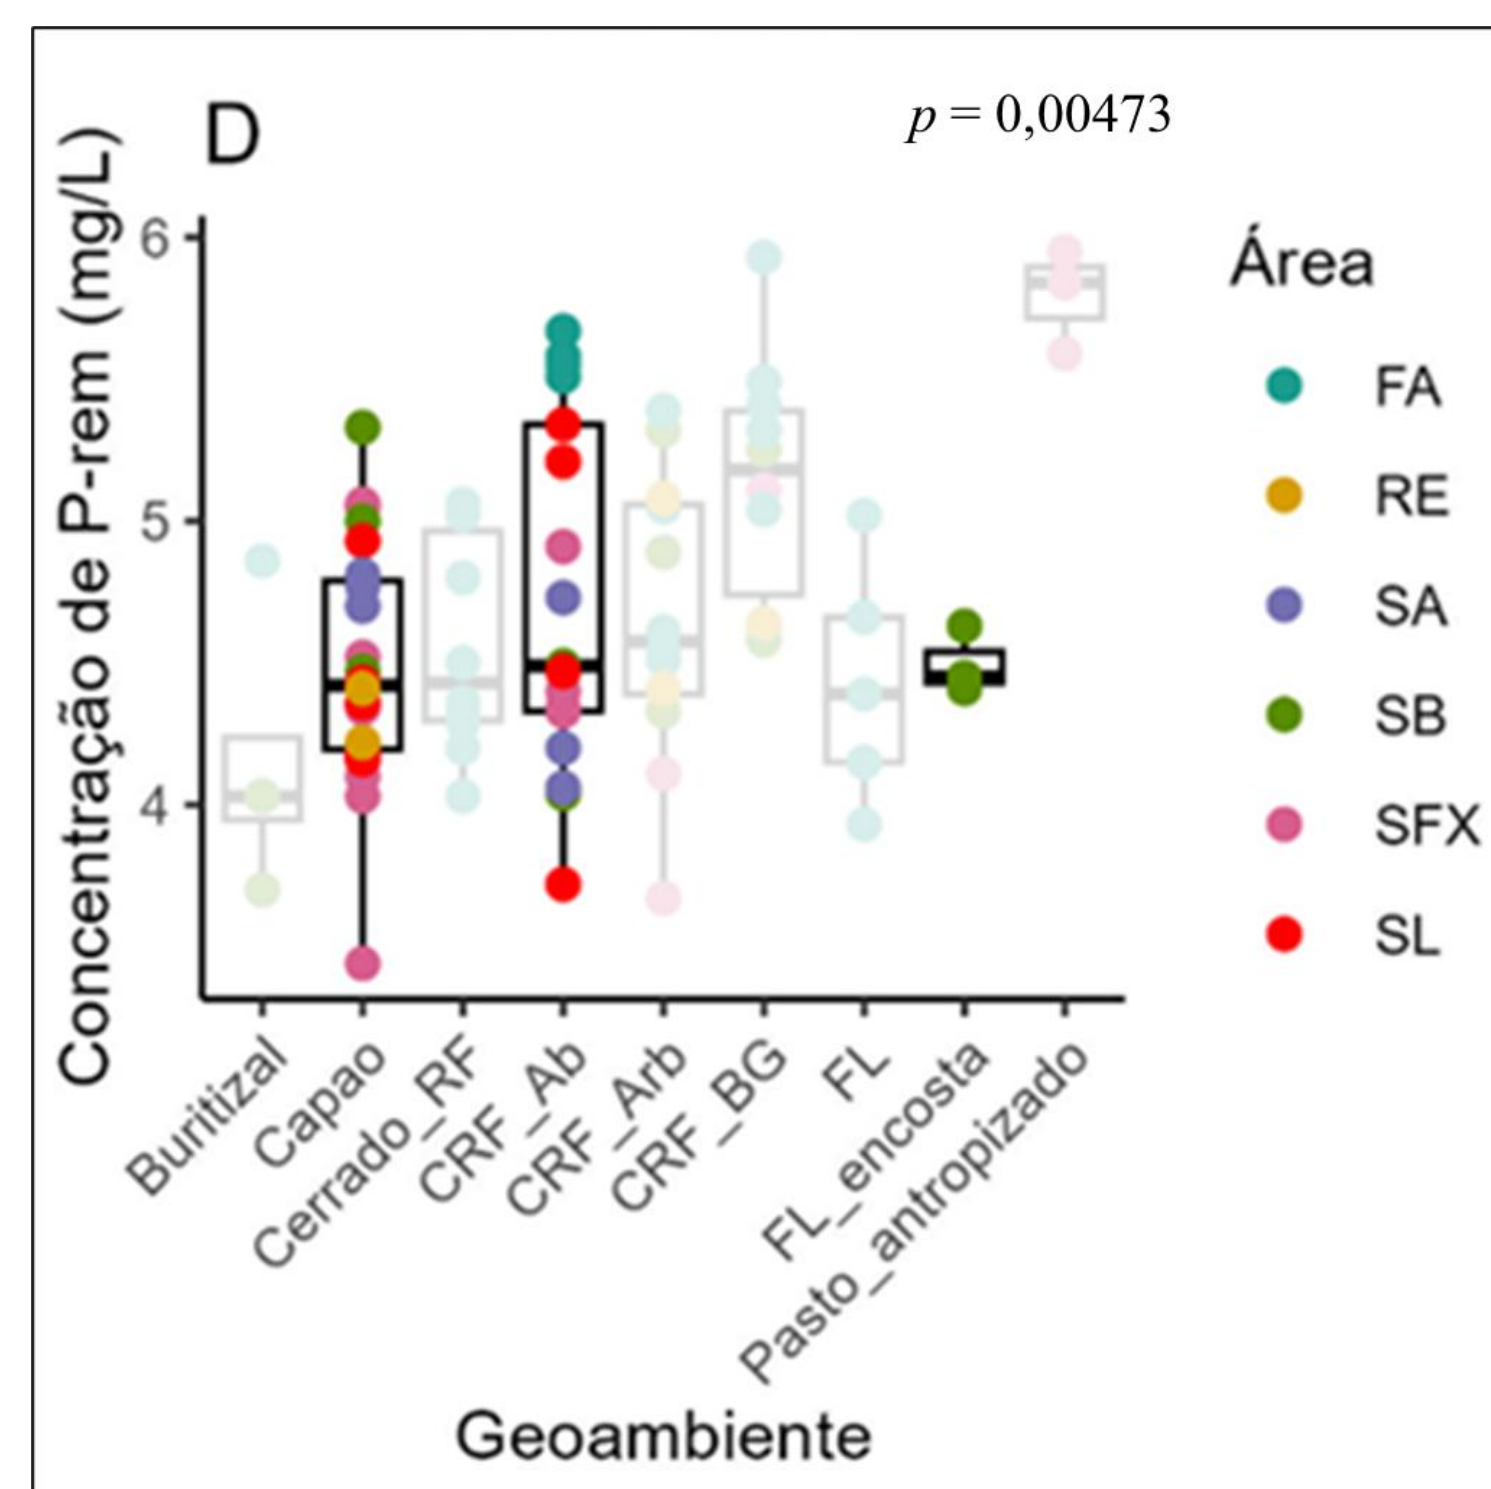 D
p = 0,00473
Concentração de P-rem (mg/L)
6
5
4
Área
FA
RE
SA
SB
SFX
SL
Buritizal
Capao
Cerrado_RF
CRF_Ab
CRF_Arb
CRF_BG
FL
FL_encosta
Pasto_antropizado
Geoambiente